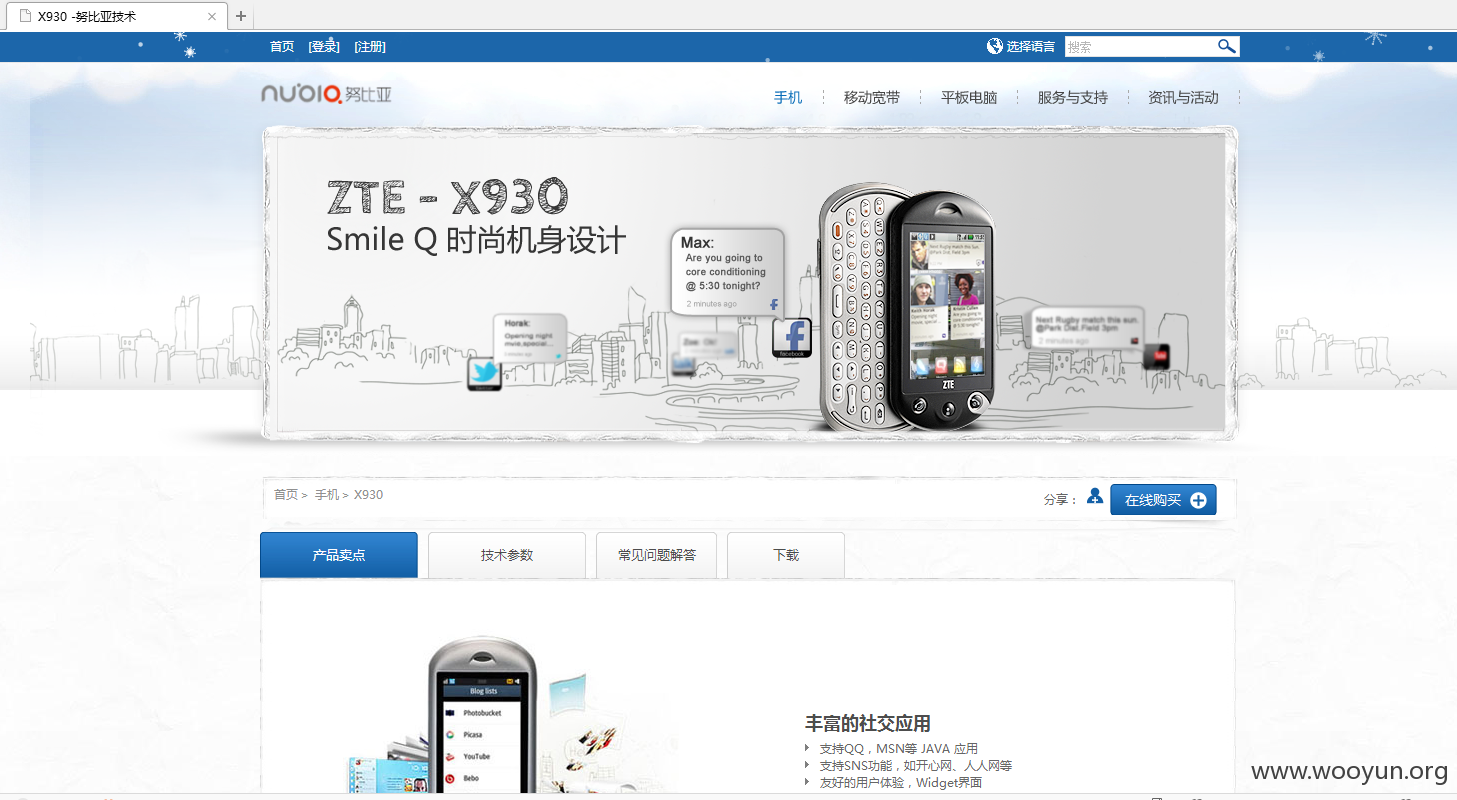 X930 -努比亚技术
首页 [登录] [注册]
选择语言 搜索
nubia 努比亚
手机 移动宽带 平板电脑 服务与支持 资讯与活动
ZTE - X930
Smile Q 时尚机身设计
Max:
Are you going to
core conditioning
@ 5:30 tonight?
2 minutes ago
facebook
Horak:
Opening night
Next Rugby match this sun.
@Park Dist.Field 3pm
2 minutes ago
ZTE
首页 > 手机 > X930
分享：
在线购买
产品卖点 技术参数 常见问题解答 下载
Blog lists
Photobucket
Picasa
YouTube
Bebo
丰富的社交应用
支持QQ，MSN等 JAVA 应用
支持SNS功能，如开心网、人人网等
友好的用户体验，Widget界面
www.wooyun.org